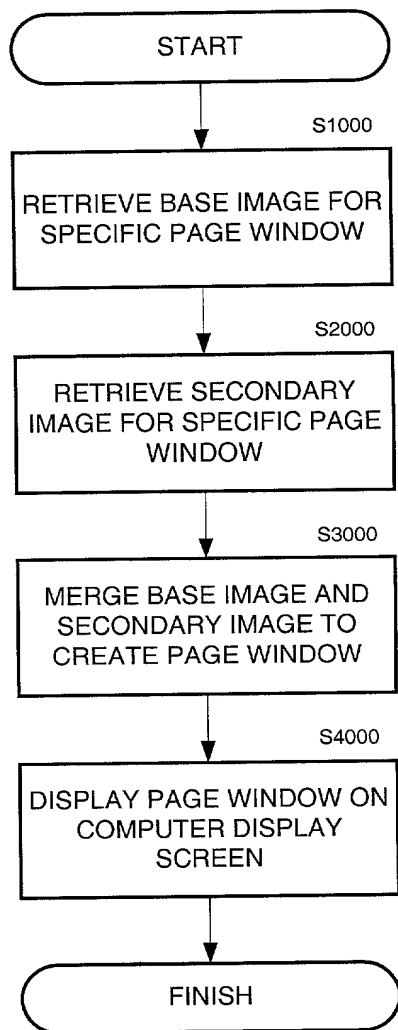 START
S1000
RETRIEVE BASE IMAGE FOR
SPECIFIC PAGE WINDOW
S2000
RETRIEVE SECONDARY
IMAGE FOR SPECIFIC PAGE
WINDOW
S3000
MERGE BASE IMAGE AND
SECONDARY IMAGE TO
CREATE PAGE WINDOW
S4000
DISPLAY PAGE WINDOW ON
COMPUTER DISPLAY
SCREEN
FINISH